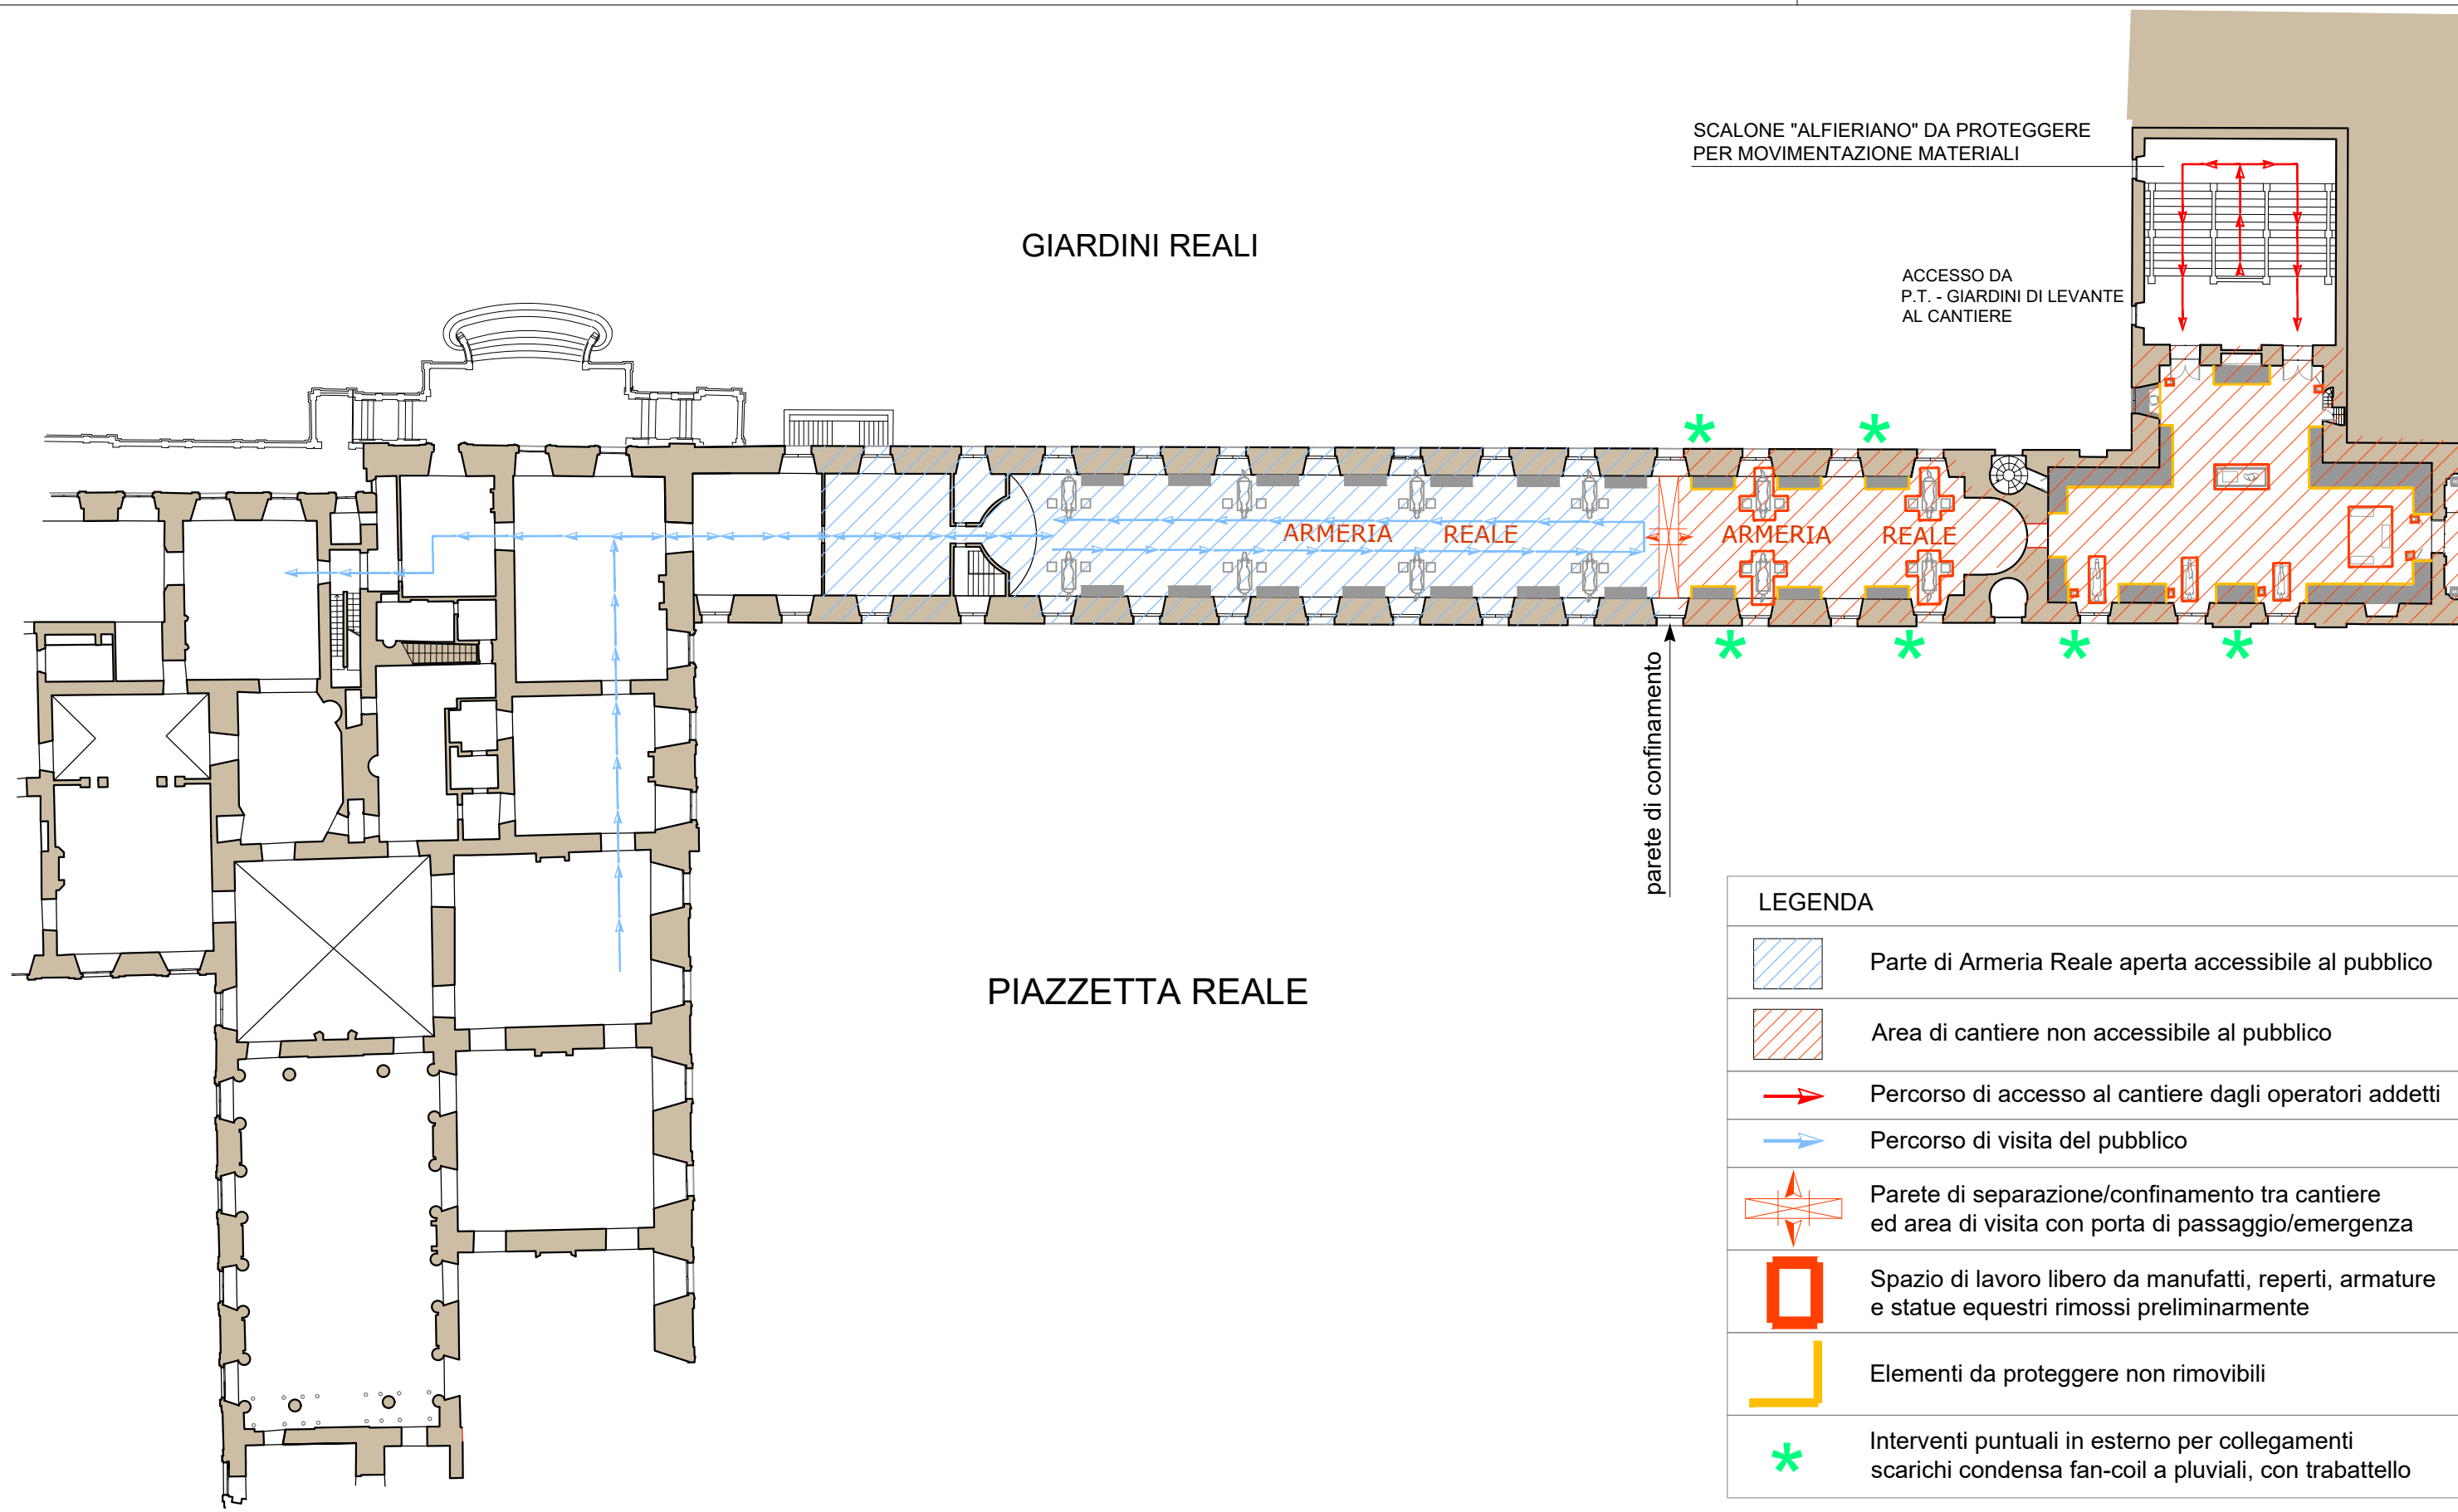 SCALONE "ALFIERIANO" DA PROTEGGERE
PER MOVIMENTAZIONE MATERIALI
GIARDINI REALI
ACCESSO DA
P.T. - GIARDINI DI LEVANTE
AL CANTIERE
ARMERIA REALE
ARMERIA REALE
parete di confinamento
PIAZZETTA REALE
LEGENDA
Parte di Armeria Reale aperta accessibile al pubblico
Area di cantiere non accessibile al pubblico
Percorso di accesso al cantiere dagli operatori addetti
Percorso di visita del pubblico
Parete di separazione/confinamento tra cantiere
ed area di visita con porta di passaggio/emergenza
Spazio di lavoro libero da manufatti, reperti, armature
e statue equestri rimossi preliminarmente
Elementi da proteggere non rimovibili
Interventi puntuali in esterno per collegamenti
scarichi condensa fan-coil a pluviali, con trabattello